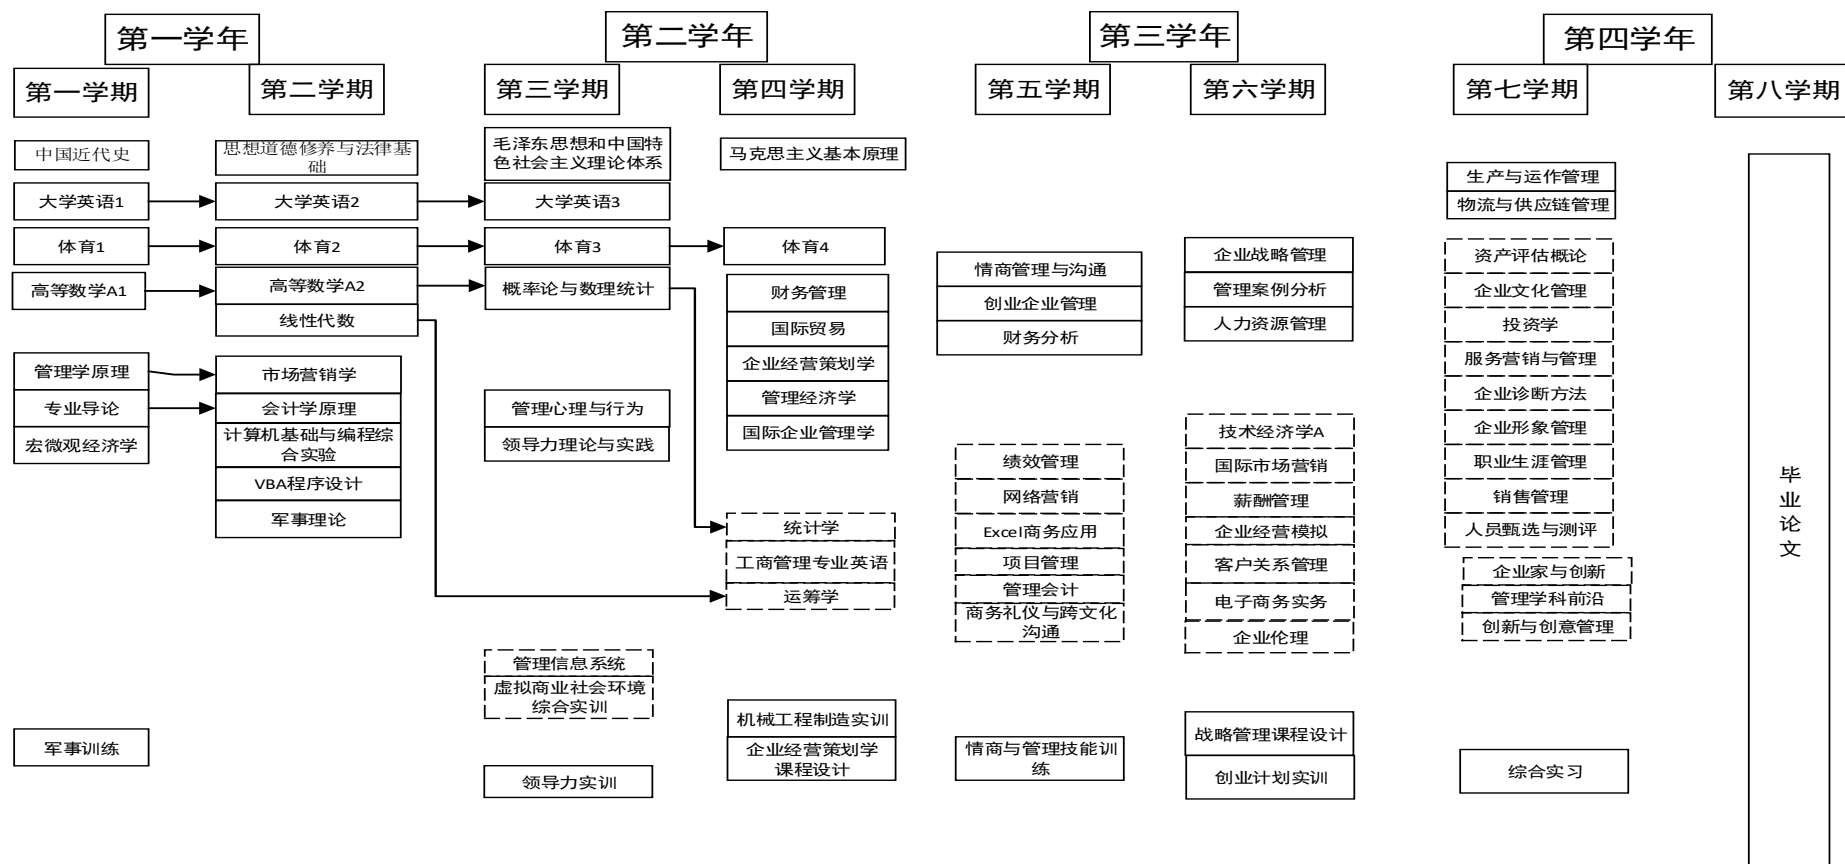 第一学年
第二学年
第三学年
第四学年
第一学期
第二学期
第三学期
第四学期
第五学期
第六学期
第七学期
第八学期
中国近代史
大学英语1
体育1
高等数学A1
管理学原理
专业导论
宏微观经济学
军事训练
思想道德修养与法律基
础
大学英语2
体育2
高等数学A2
线性代数
市场营销学
会计学原理
计算机基础与编程综
合实验
VBA程序设计
军事理论
毛泽东思想和中国特
色社会主义理论体系
大学英语3
体育3
概率论与数理统计
管理心理与行为
领导力理论与实践
管理信息系统
虚拟商业社会环境
综合实训
领导力实训
马克思主义基本原理
体育4
财务管理
国际贸易
企业经营策划学
管理经济学
国际企业管理学
统计学
工商管理专业英语
运筹学
机械工程制造实训
企业经营策划学
课程设计
情商管理与沟通
创业企业管理
财务分析
绩效管理
网络营销
Excel商务应用
项目管理
管理会计
商务礼仪与跨文化
沟通
情商与管理技能训
练
企业战略管理
管理案例分析
人力资源管理
技术经济学A
国际市场营销
薪酬管理
企业经营模拟
客户关系管理
电子商务实务
企业伦理
战略管理课程设计
创业计划实训
生产与运作管理
物流与供应链管理
资产评估概论
企业文化管理
投资学
服务营销与管理
企业诊断方法
企业形象管理
职业生涯管理
销售管理
人员甄选与测评
企业家与创新
管理学科前沿
创新与创意管理
综合实习
毕
业
论
文